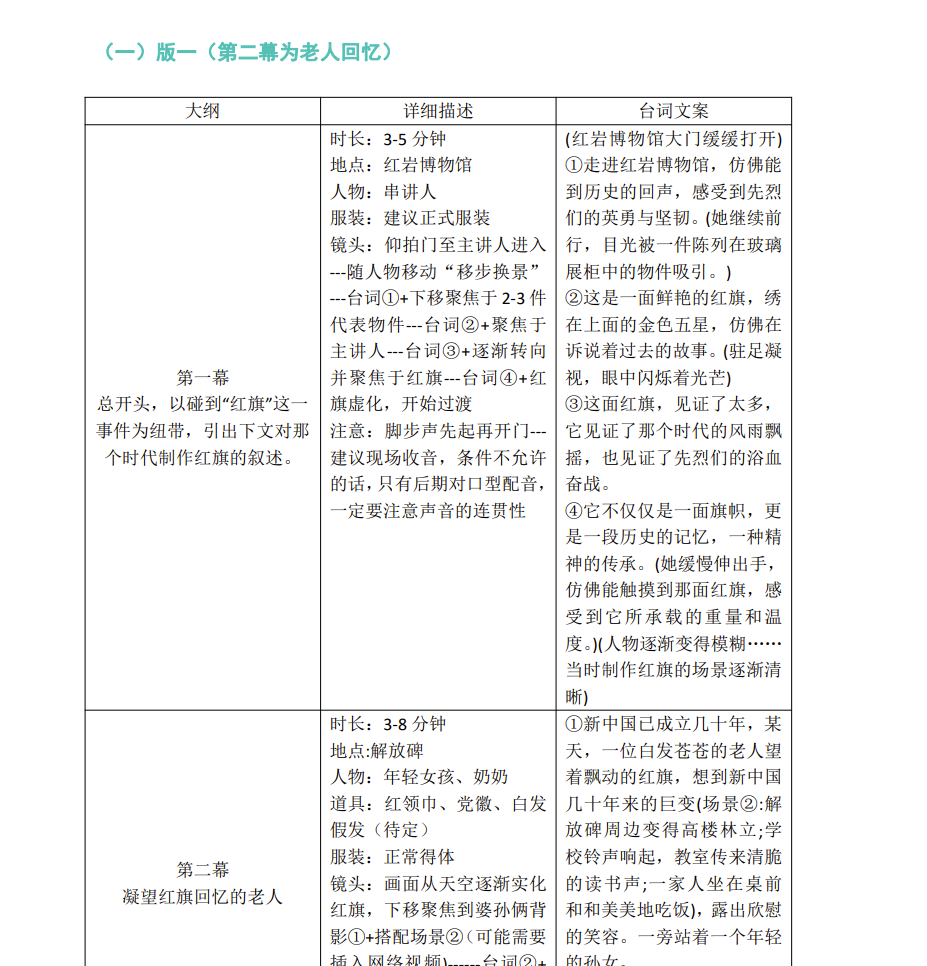 （一）版一（第二幕为老人回忆）
大纲
详细描述
台词文案
第一幕
总开头，以碰到“红旗”这一
事件为纽带，引出下文对那
个时代制作红旗的叙述。
时长：3-5 分钟
地点：红岩博物馆
人物：串讲人
服装：建议正式服装
镜头：仰拍门至主讲人进入
---随人物移动“移步换景”
---台词①+下移聚焦于 2-3 件
代表物件---台词②+聚焦于
主讲人---台词③+逐渐转向
并聚焦于红旗---台词④+红
旗虚化，开始过渡
注意：脚步声先起再开门---
建议现场收音，条件不允许
的话，只有后期对口型配音，
一定要注意声音的连贯性
(红岩博物馆大门缓缓打开)
①走进红岩博物馆，仿佛能
到历史的回声，感受到先烈
们的英勇与坚韧。(她继续前
行，目光被一件陈列在玻璃
展柜中的物件吸引。)
②这是一面鲜艳的红旗，绣
在上面的金色五星，仿佛在
诉说着过去的故事。(驻足凝
视，眼中闪烁着光芒)
③这面红旗，见证了太多，
它见证了那个时代的风雨飘
摇，也见证了先烈们的浴血
奋战。
④它不仅仅是一面旗帜，更
是一段历史的记忆，一种精
神的传承。(她缓慢伸出手，
仿佛能触摸到那面红旗，感
受到它所承载的重量和温
度。)(人物逐渐变得模糊……
当时制作红旗的场景逐渐清
晰)
第二幕
凝望红旗回忆的老人
时长：3-8 分钟
地点:解放碑
人物：年轻女孩、奶奶
道具：红领巾、党徽、白发
假发（待定）
服装：正常得体
镜头：画面从天空逐渐实化
红旗，下移聚焦到婆孙俩背
影①+搭配场景②（可能需要
插入网络视频)------台词②+
①新中国已成立几十年，某
天，一位白发苍苍的老人望
着飘动的红旗，想到新中国
几十年来的巨变(场景②:解
放碑周边变得高楼林立;学
校铃声响起，教室传来清脆
的读书声;一家人坐在桌前
和和美美地吃饭)，露出欣慰
的笑容。一旁站着一个年轻
的孙女。